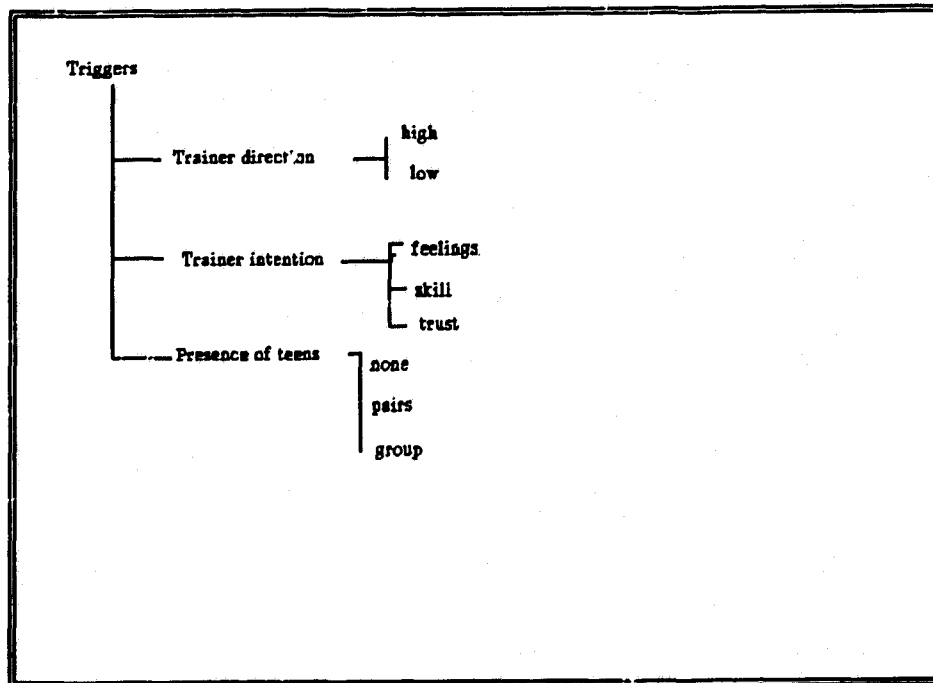 Triggers
high
Trainer direction
low
feelings.
Trainer intention
skill
trust
Presence of teens
none
pairs
group